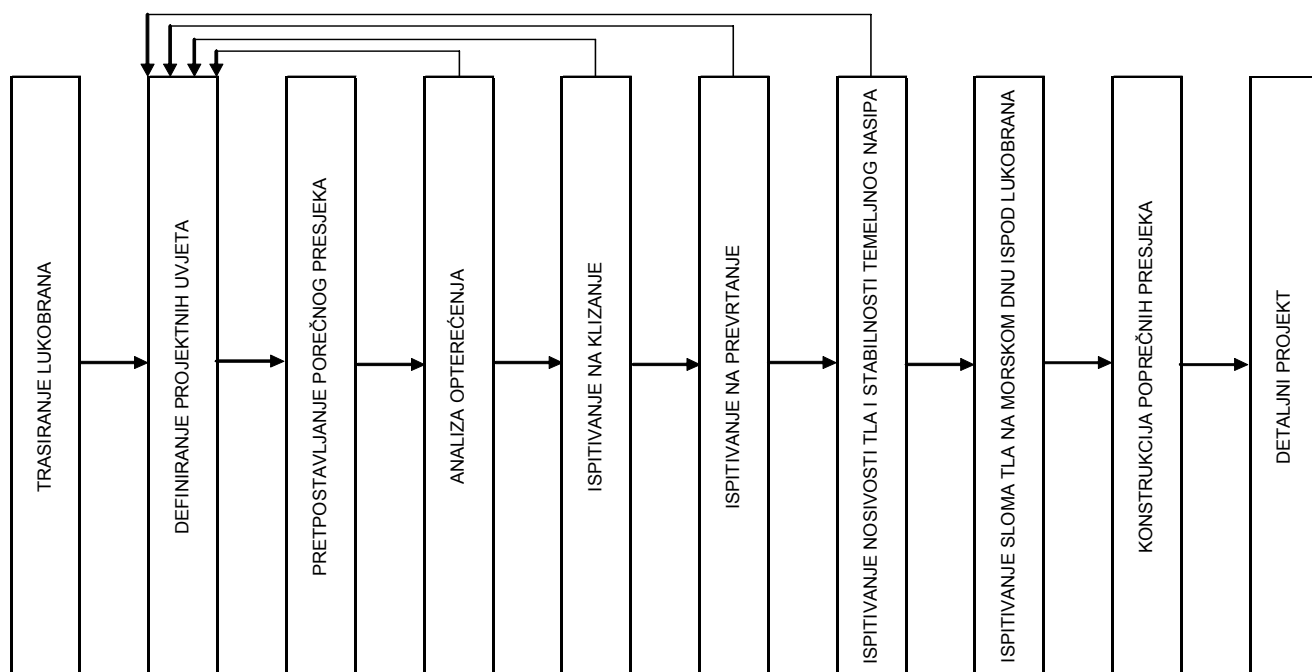 TRASIRANJE LUKOBRANA
DEFINIRANJE PROJEKTNIH UVJETA
PRETPOSTAVLJANJE POREČNOG PRESJEKA
ANALIZA OPTEREĆENJA
ISPITIVANJE NA KLIZANJE
ISPITIVANJE NA PREVRTANJE
ISPITIVANJE NOSIVOSTI TLA I STABILNOSTI TEMELJNOG NASIPA
ISPITIVANJE SLOMA TLA NA MORSKOM DNU ISPOD LUKOBRANA
KONSTRUKCIJA POPREČNIH PRESJEKA
DETALJNI PROJEKT